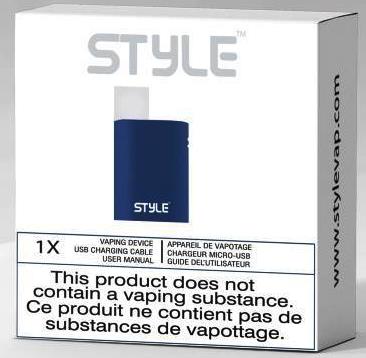 STYLE™
STYLE
1X
VAPING DEVICE
USB CHARGING CABLE
USER MANUAL
APPAREIL DE VAPOTAGE
CHARGEUR MICRO-USB
GUIDE DEL'UTILISATEUR
This product does not
contain a vaping substance.
Ce produit ne contient pas de
substances de vapottage.
www.stylevap.com